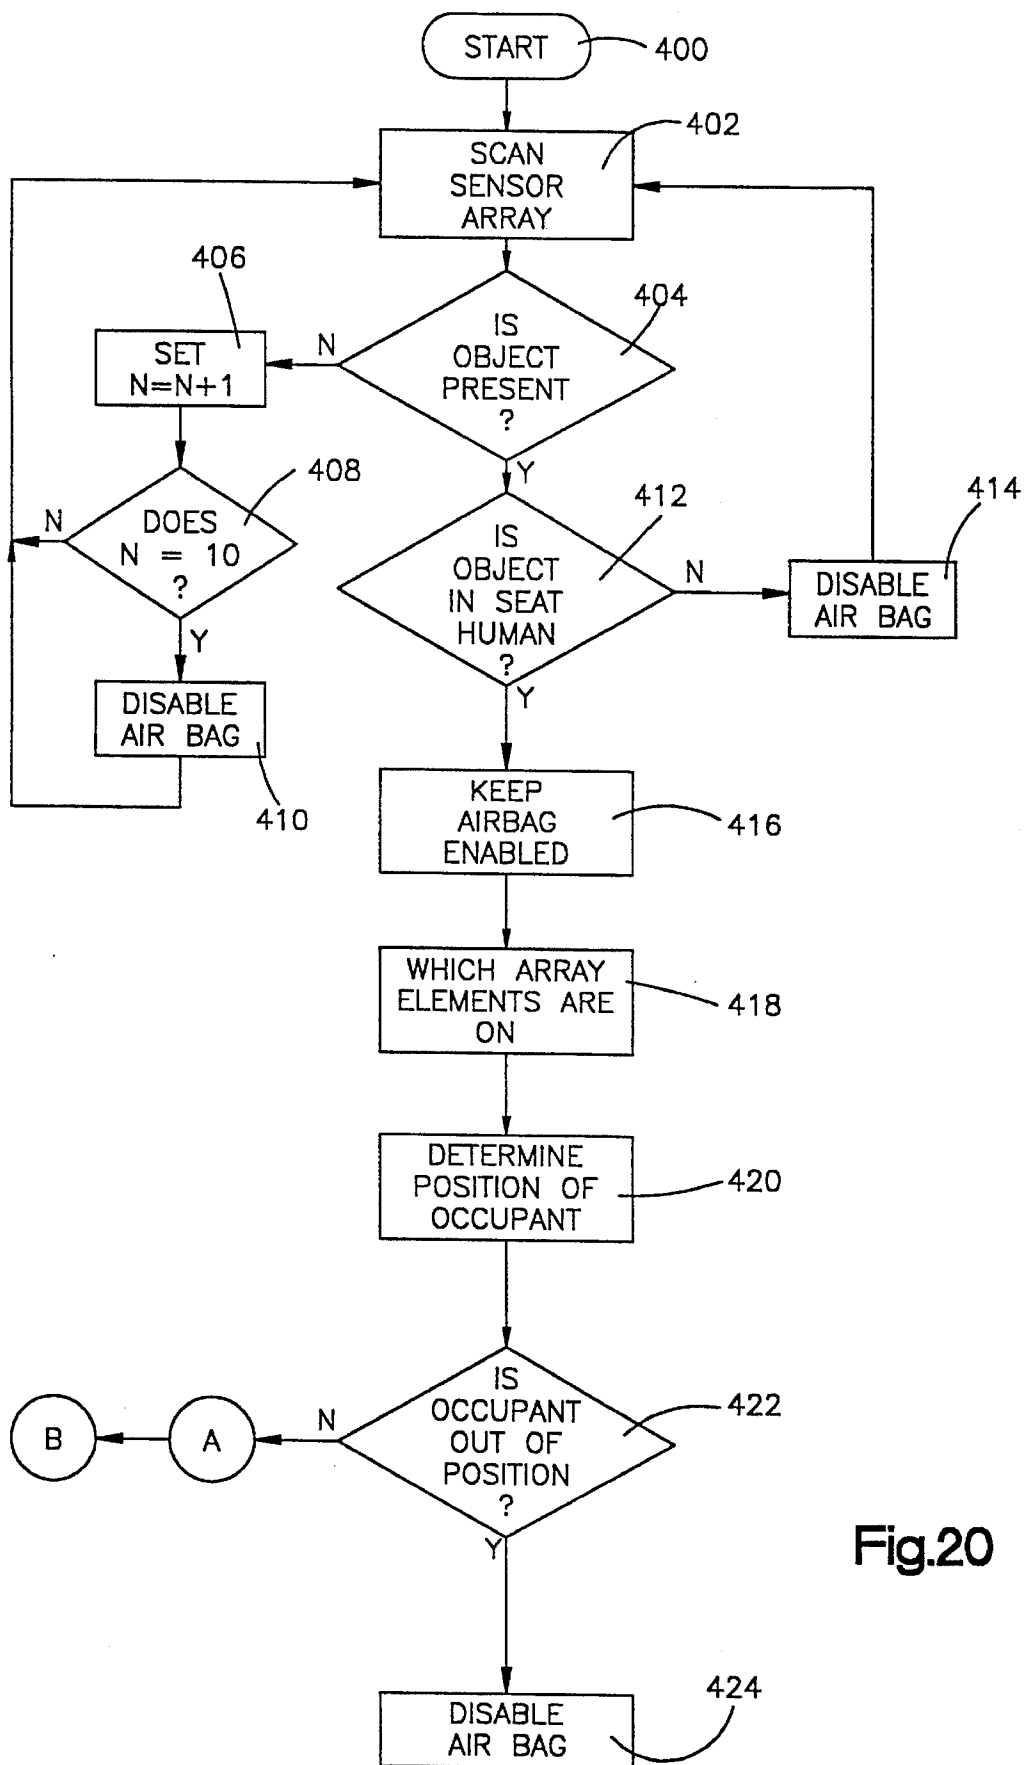 START
400
402
SCAN
SENSOR
ARRAY
406
404
IS
OBJECT
PRESENT
?
N
SET
N=N+1
Y
408
412
414
N
DOES
N = 10
?
IS
OBJECT
IN SEAT
HUMAN
?
N
DISABLE
AIR BAG
Y
Y
DISABLE
AIR BAG
410
KEEP
AIRBAG
ENABLED
416
WHICH ARRAY
ELEMENTS ARE
ON
418
DETERMINE
POSITION OF
OCCUPANT
420
IS
OCCUPANT
OUT OF
POSITION
?
422
N
A
B
Y
Fig.20
424
DISABLE
AIR BAG